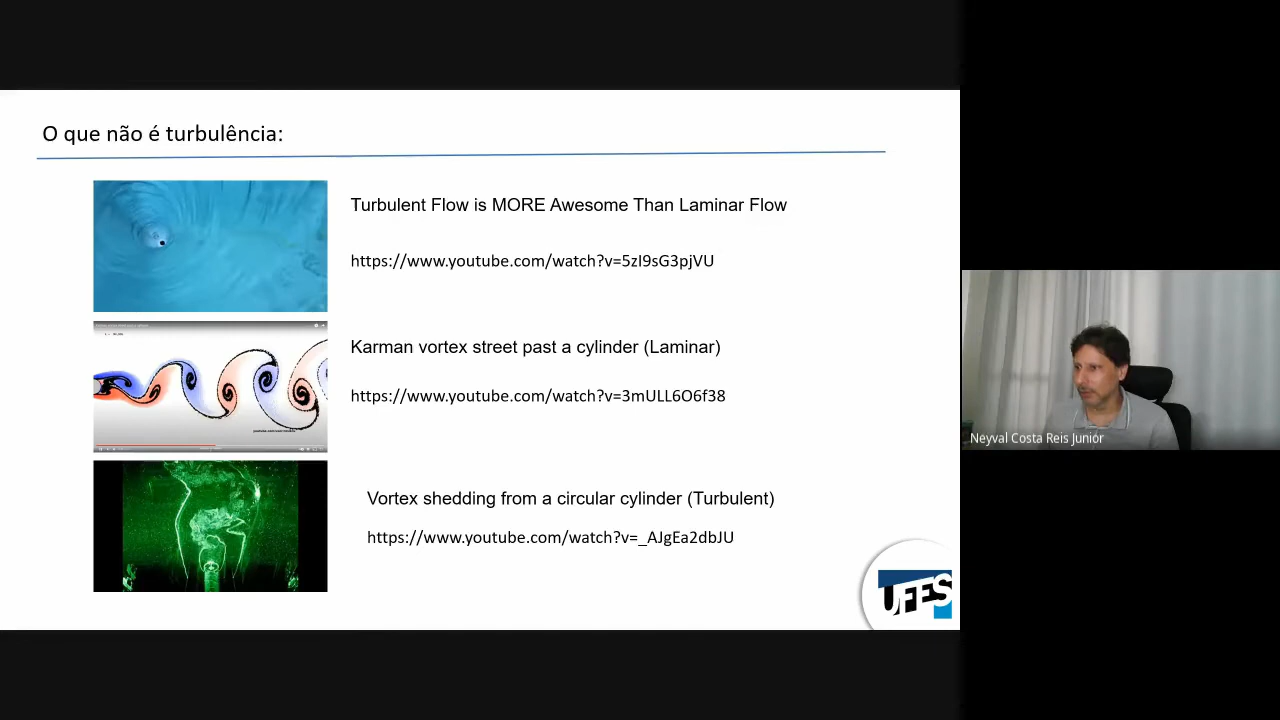 O que não é turbulência:
Turbulent Flow is MORE Awesome Than Laminar Flow
https://www.youtube.com/watch?v=5zI9sG3pjVU
Karman vortex street past a cylinder (Laminar)
https://www.youtube.com/watch?v=3mULL6O6f38
Vortex shedding from a circular cylinder (Turbulent)
https://www.youtube.com/watch?v=_AJgEa2dbJU
UFES
Neyval Costa Reis Junior